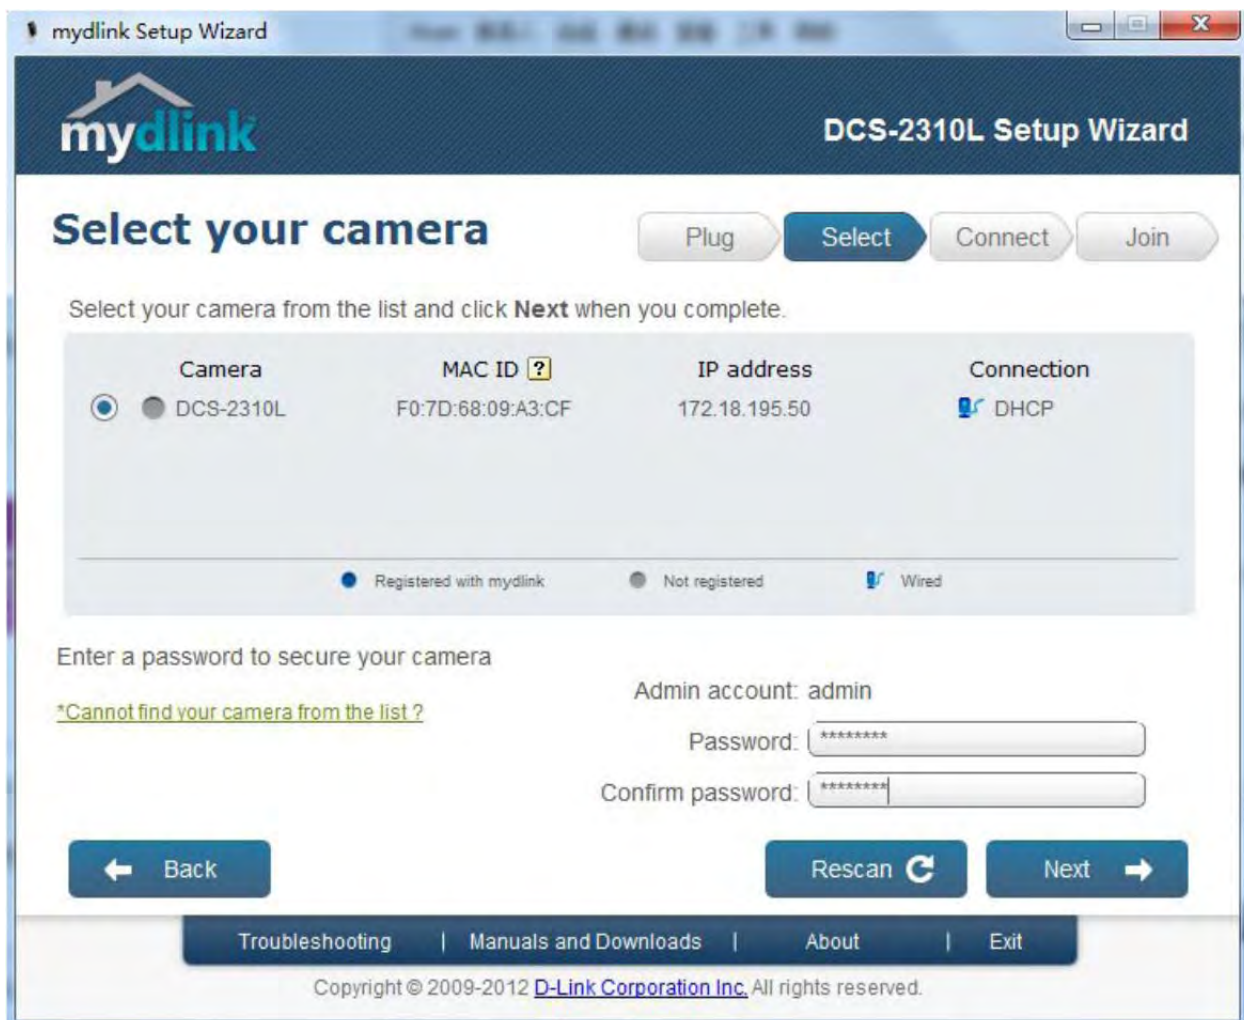 mydlink Setup Wizard
mydlink
DCS-2310L Setup Wizard
Select your camera
Plug Select Connect Join
Select your camera from the list and click Next when you complete.
Camera MAC ID ? IP address Connection
DCS-2310L F0:7D:68:09:A3:CF 172.18.195.50 DHCP
Registered with mydlink Not registered Wired
Enter a password to secure your camera
Admin account: admin
*Cannot find your camera from the list ?
Password: ********
Confirm password: ********
Back Rescan Next
Troubleshooting | Manuals and Downloads | About | Exit
Copyright © 2009-2012 D-Link Corporation Inc. All rights reserved.